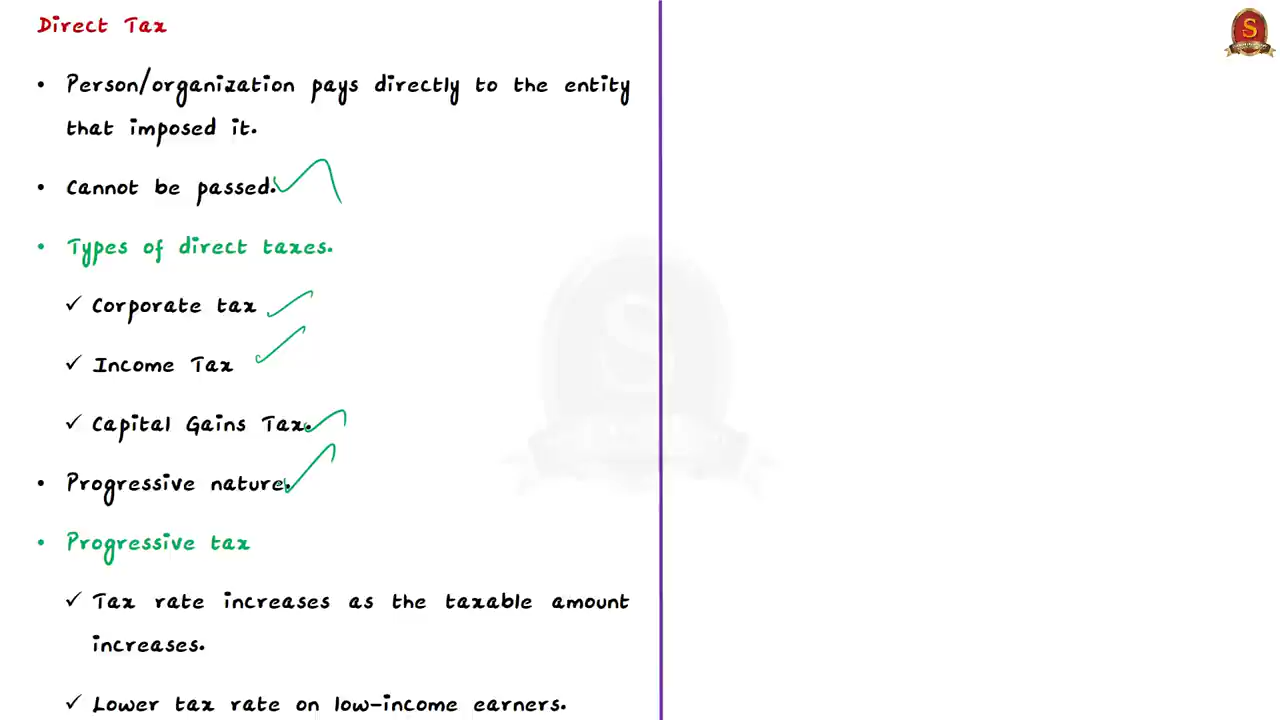 Direct Tax
• Person/organization pays directly to the entity
that imposed it.
• Cannot be passed.
• Types of direct taxes.
✓ Corporate tax
✓ Income Tax
✓ Capital Gains Tax.
• Progressive nature.
• Progressive tax
✓ Tax rate increases as the taxable amount
increases.
✓ Lower tax rate on low-income earners.
S
S